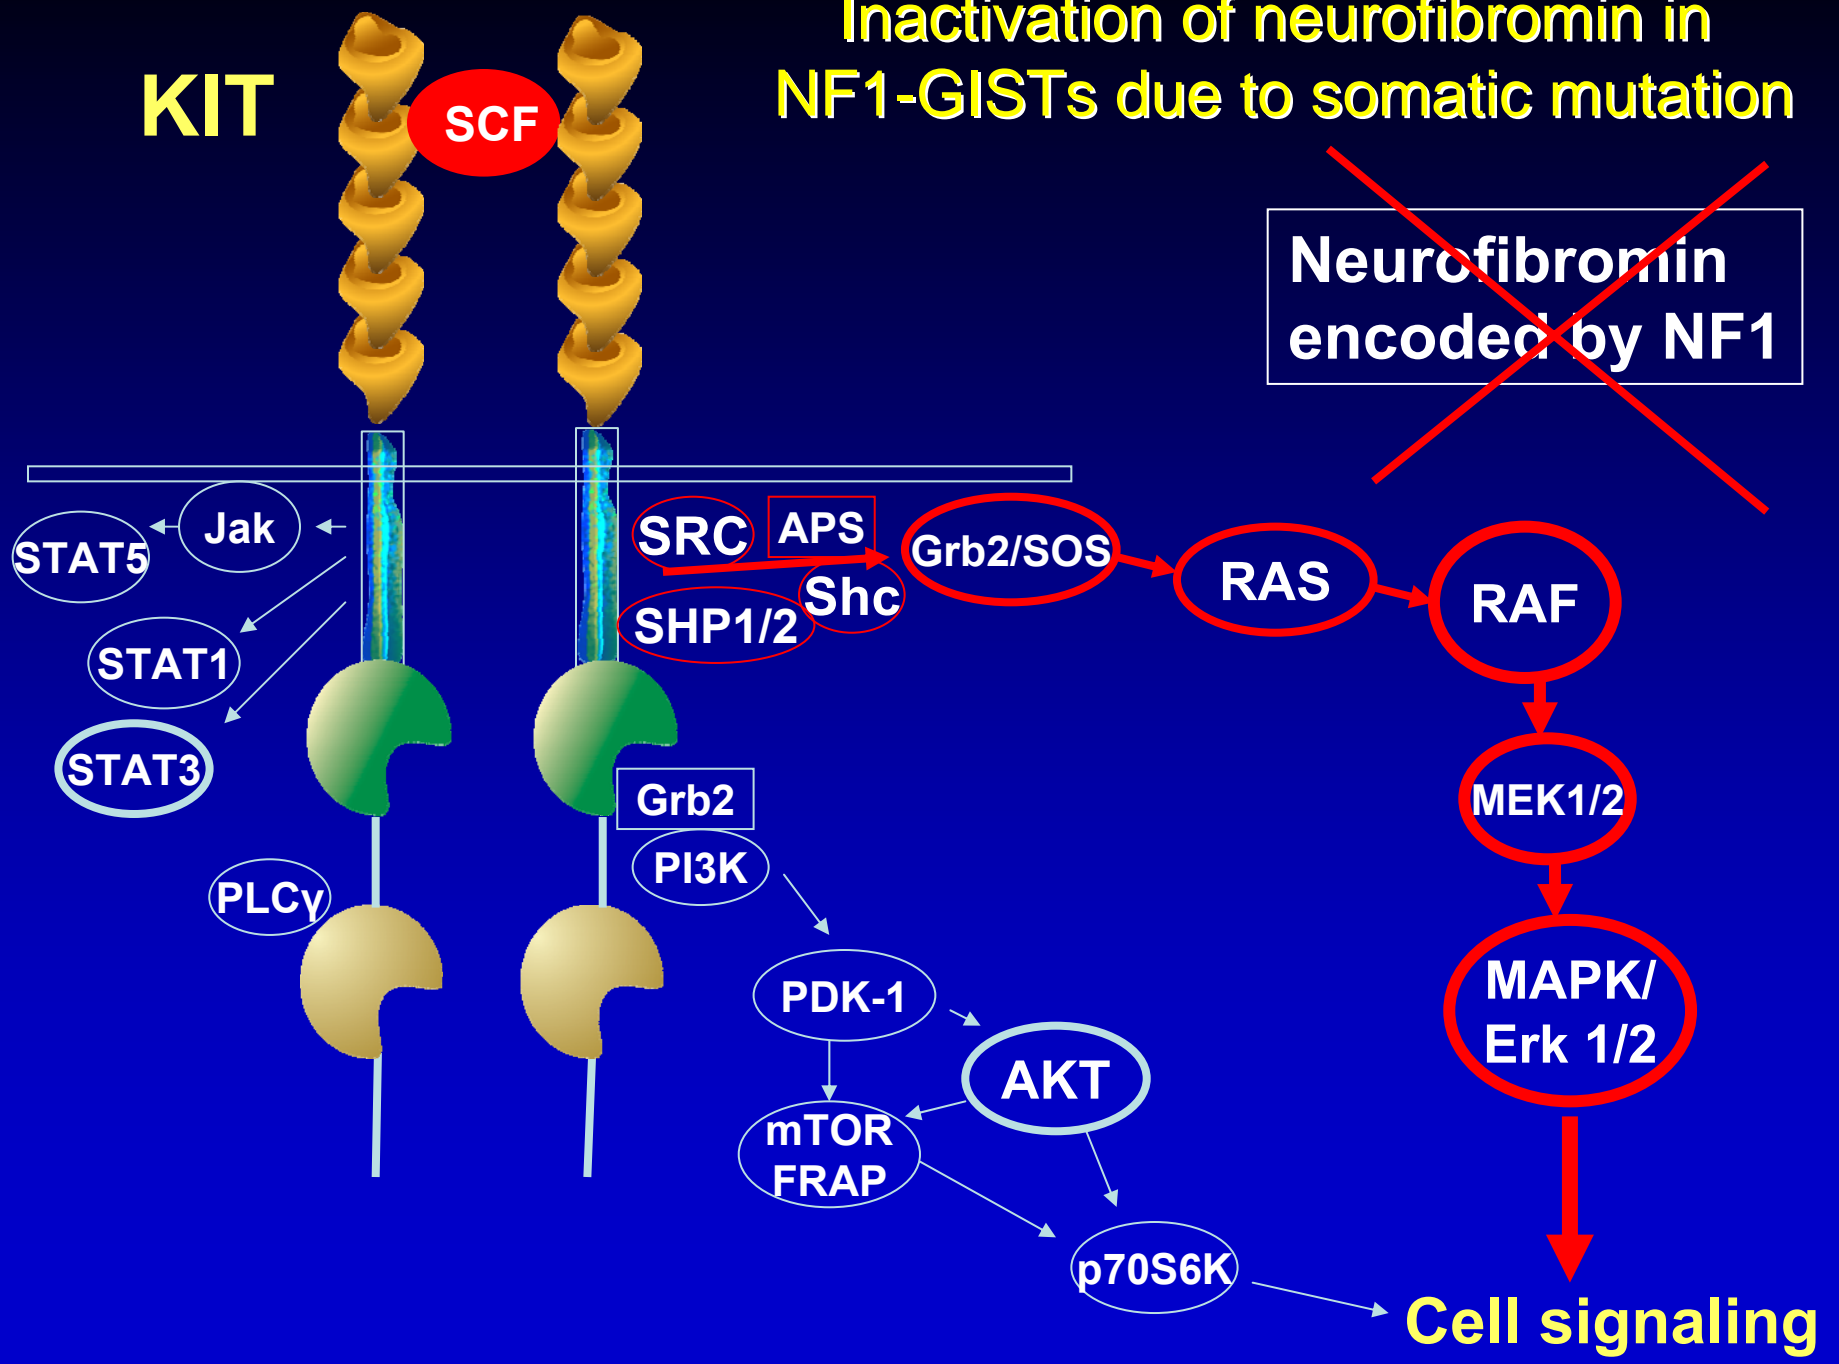 Inactivation of neurofibromin in
NF1-GISTs due to somatic mutation
KIT
SCF
Neurofibromin
encoded by NF1
Jak
STAT5
STAT1
STAT3
SRC
APS
Shc
SHP1/2
Grb2/SOS
RAS
RAF
MEK1/2
MAPK/
Erk 1/2
Grb2
PI3K
PLCγ
PDK-1
AKT
mTOR
FRAP
p70S6K
Cell signaling